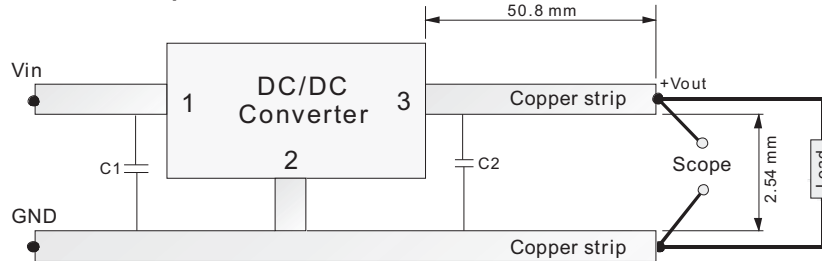 50.8 mm
Vin
+Vout
DC/DC
Converter
1
3
2
Copper strip
C1
C2
Scope
2.54 mm
Load
GND
Copper strip